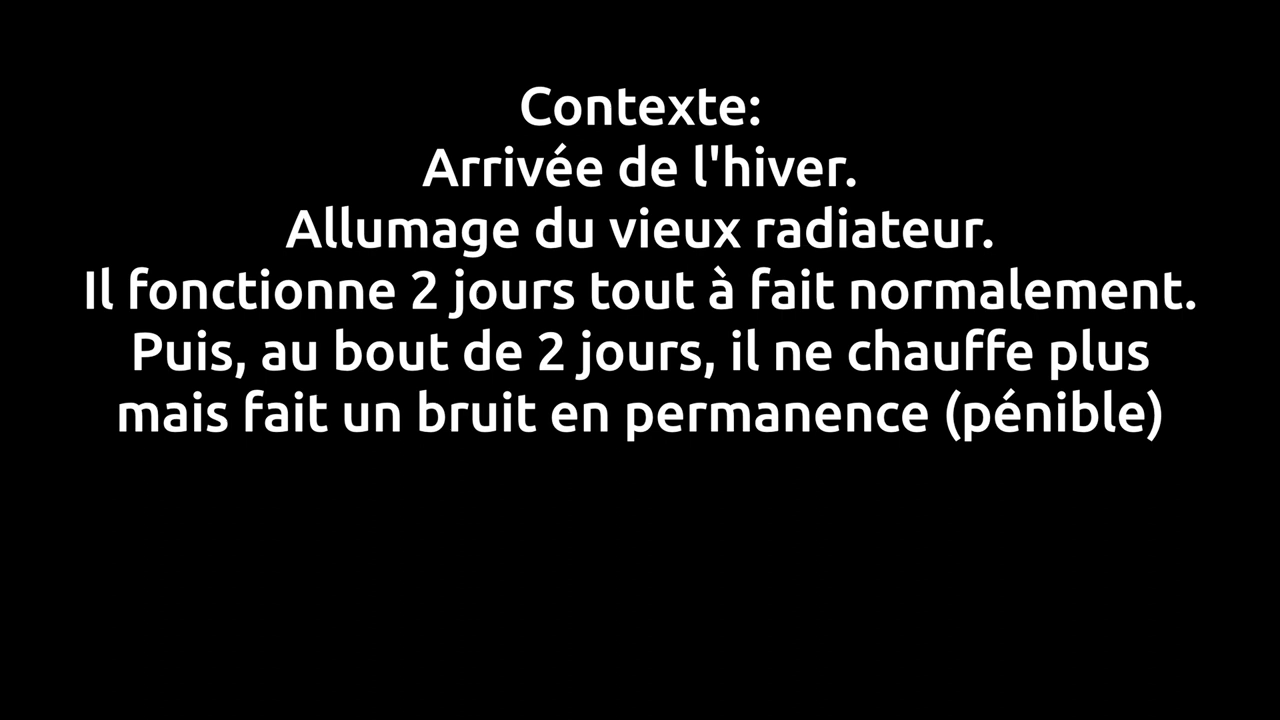 Contexte:
Arrivée de l'hiver.
Allumage du vieux radiateur.
Il fonctionne 2 jours tout à fait normalement.
Puis, au bout de 2 jours, il ne chauffe plus
mais fait un bruit en permanence (pénible)